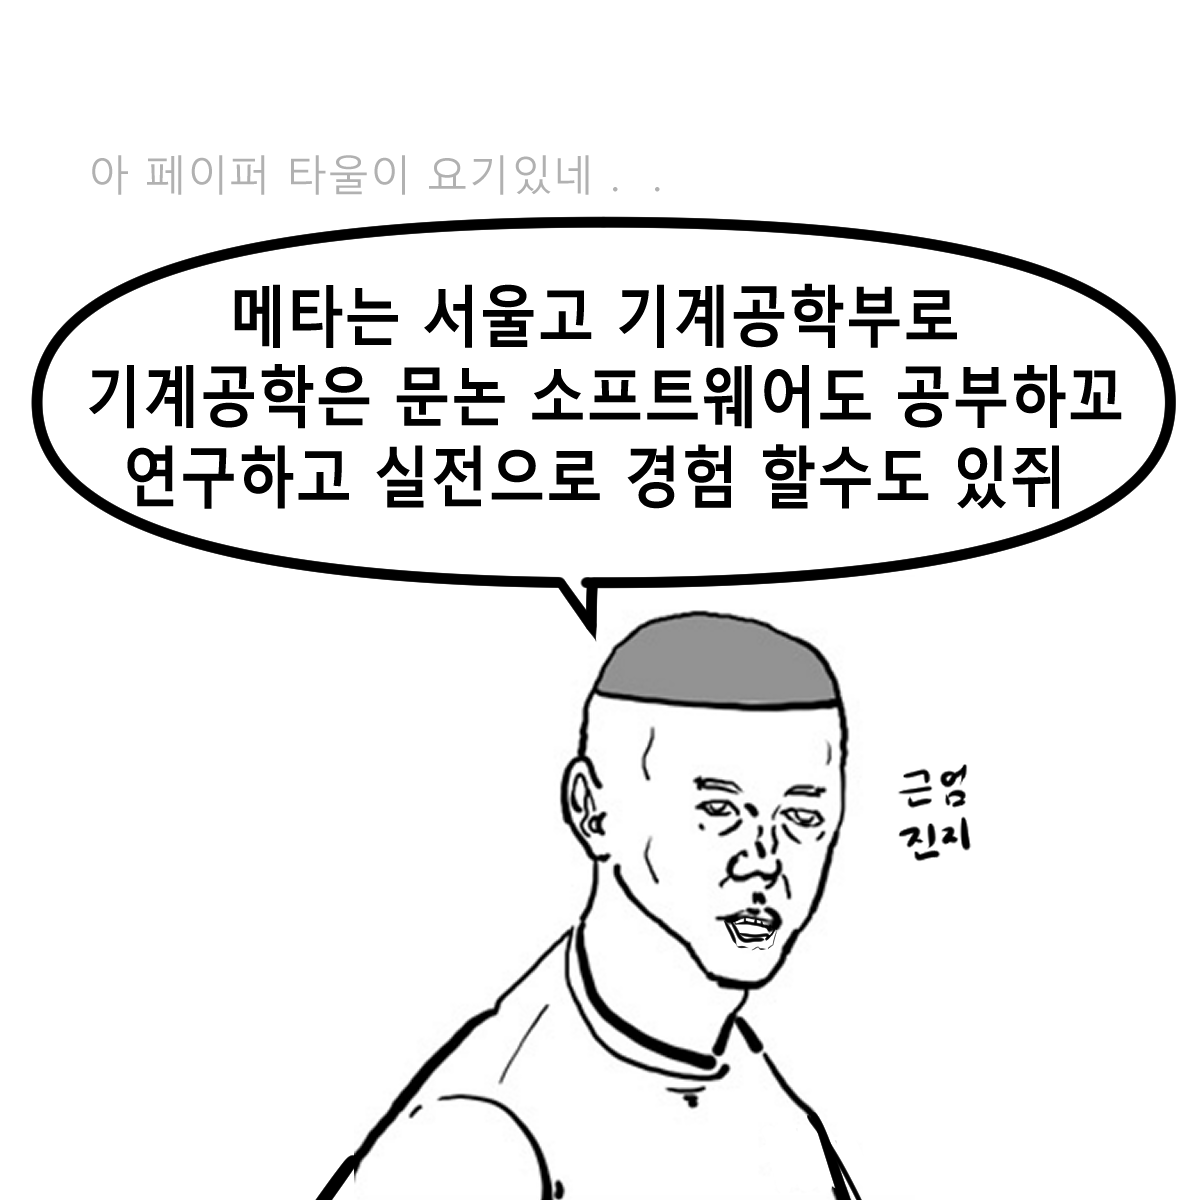 아 페이퍼 타울이 요기있네 . .
메타는 서울고 기계공학부로
기계공학은 문논 소프트웨어도 공부하꼬
연구하고 실전으로 경험 할수도 있쥐
근엄
진지